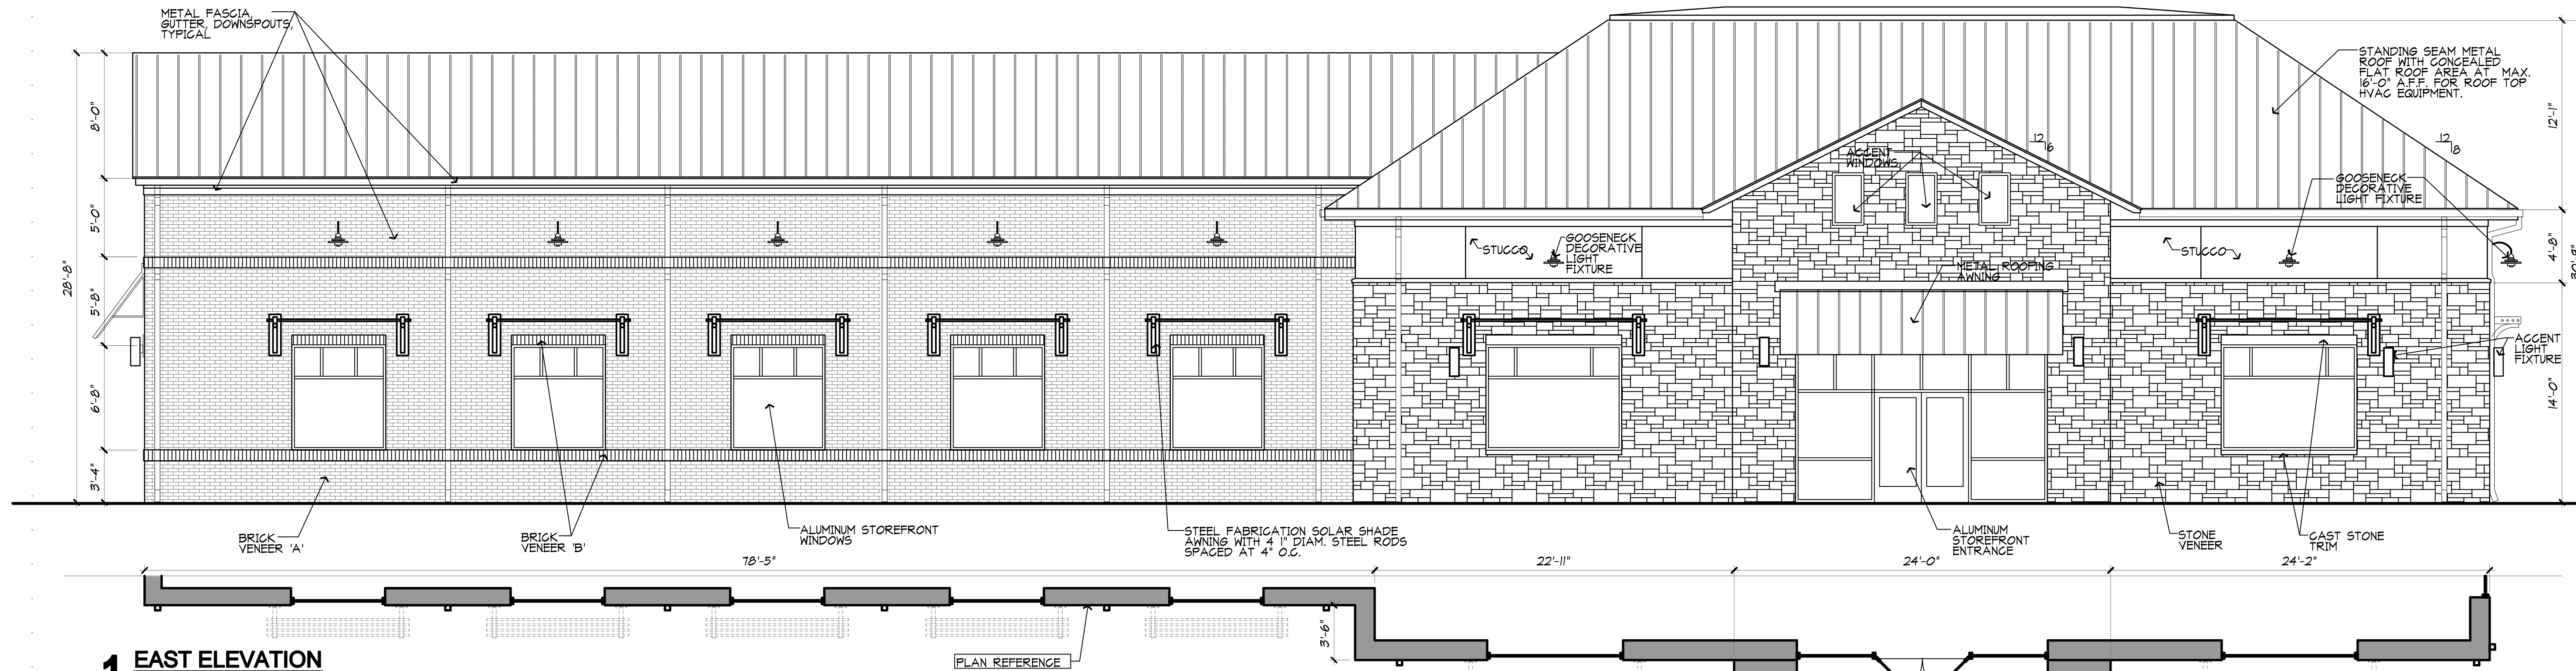 METAL FASCIA,
GUTTER, DOWNSPOUTS,
TYPICAL
STANDING SEAM METAL
ROOF WITH CONCEALED
FLAT ROOF AREA AT MAX.
16'-0" A.F.F. FOR ROOF TOP
HVAC EQUIPMENT.
8'-0"
5'-0"
5'-8"
6'-8"
3'-4"
28'-8"
12'-1"
4'-8"
14'-0"
30'-9"
12
6
12
8
ACCENT
WINDOWS
GOOSENECK
DECORATIVE
LIGHT FIXTURE
STUCCO
GOOSENECK
DECORATIVE
LIGHT
FIXTURE
METAL ROOFING
AWNING
STUCCO
ACCENT
LIGHT
FIXTURE
BRICK
VENEER 'A'
BRICK
VENEER 'B'
ALUMINUM STOREFRONT
WINDOWS
STEEL FABRICATION SOLAR SHADE
AWNING WITH 4 1" DIAM. STEEL RODS
SPACED AT 4" O.C.
ALUMINUM
STOREFRONT
ENTRANCE
STONE
VENEER
CAST STONE
TRIM
78'-5"
22'-11"
24'-0"
24'-2"
3'-6"
PLAN REFERENCE
1 EAST ELEVATION